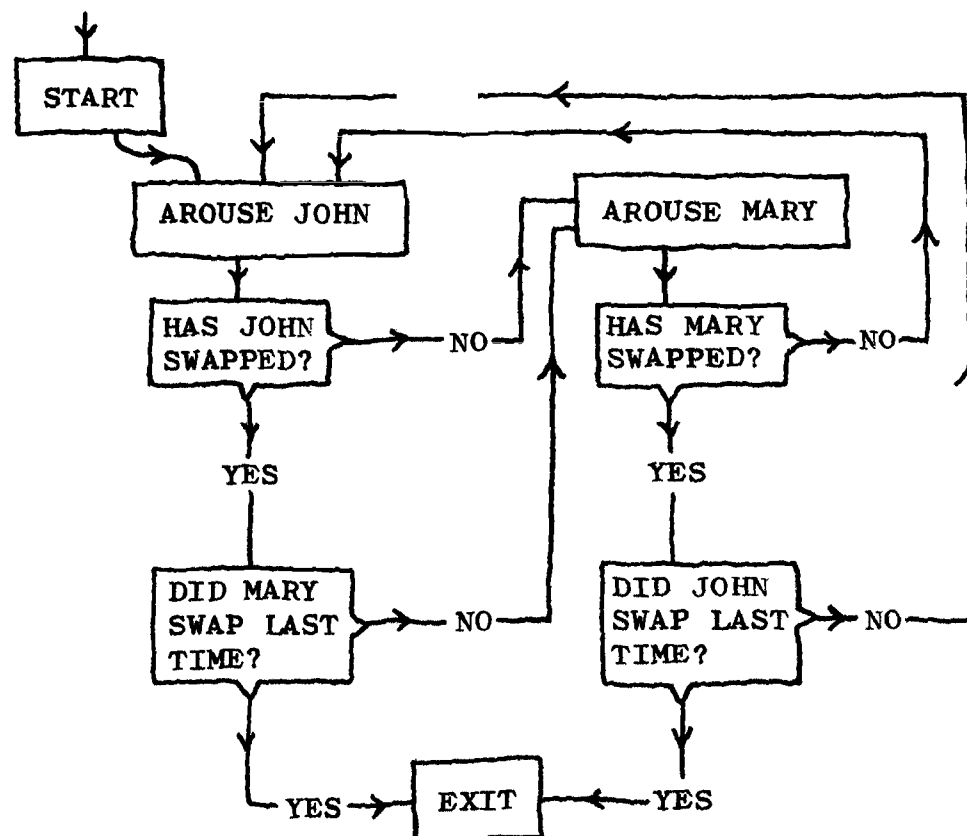 START
AROUSE JOHN
AROUSE MARY
HAS JOHN
SWAPPED?
NO
HAS MARY
SWAPPED?
NO
YES
YES
DID MARY
SWAP LAST
TIME?
NO
DID JOHN
SWAP LAST
TIME?
NO
YES
EXIT
YES